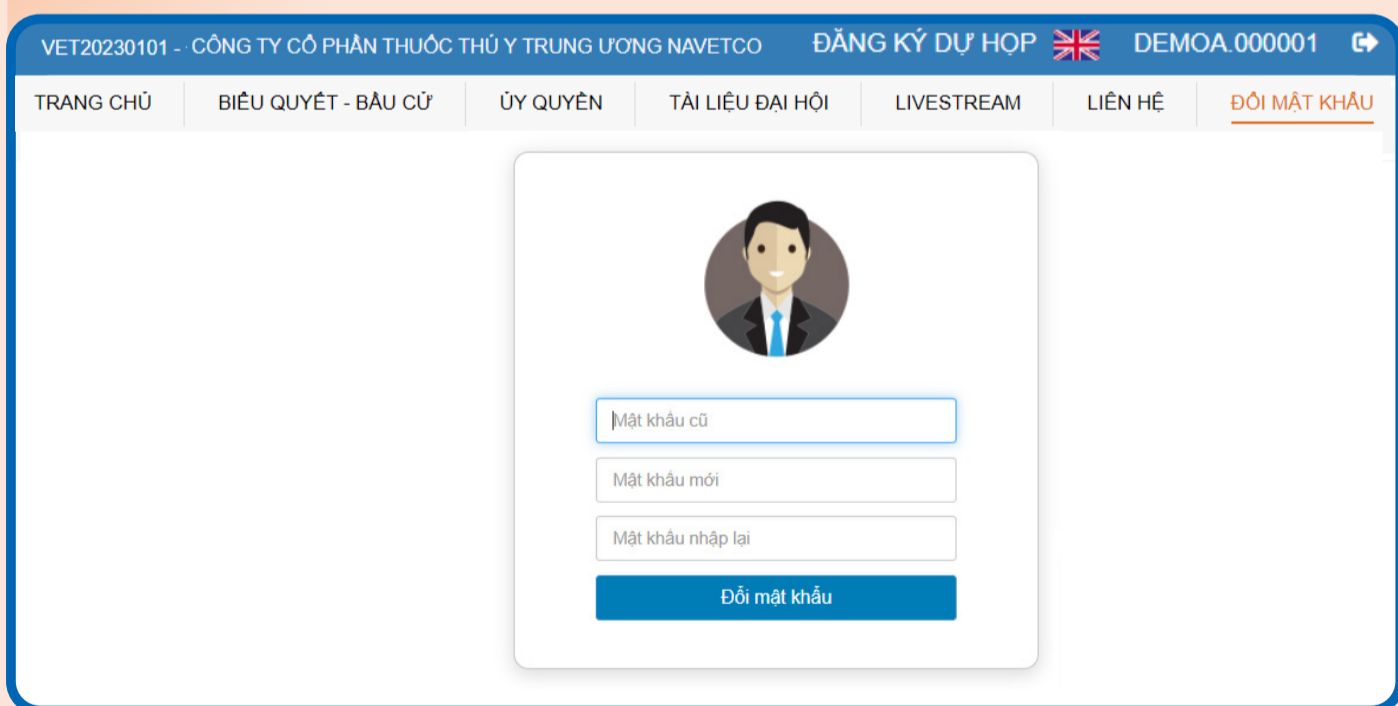 VET20230101 - CÔNG TY CỔ PHẦN THUỐC THÚ Y TRUNG ƯƠNG NAVETCO ĐĂNG KÝ DỰ HỌP DEMOA.000001
TRANG CHỦ BIỂU QUYẾT - BẦU CỬ ỦY QUYỀN TÀI LIỆU ĐẠI HỘI LIVESTREAM LIÊN HỆ ĐỔI MẬT KHẨU
Mật khẩu cũ
Mật khẩu mới
Mật khẩu nhập lại
Đổi mật khẩu